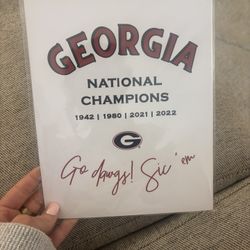 GEORGIA
NATIONAL
CHAMPIONS
1942 | 1980 | 2021 | 2022
G
Go dawgs! Sic 'em